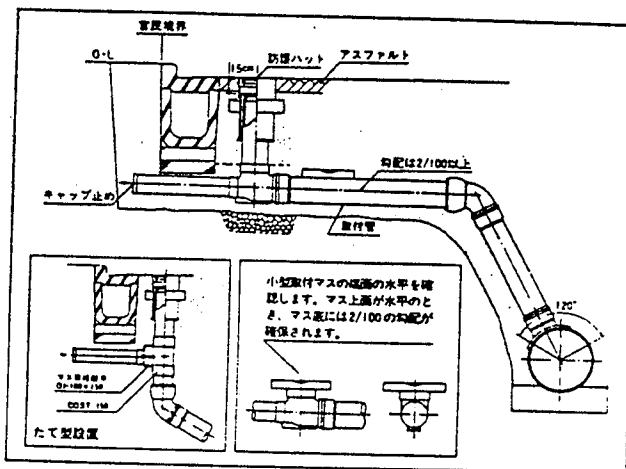 官民境界
G・L
15cm
防護ハット
アスファルト
勾配は2/100以上
キャップ止め
取付管
120°
小型取付マスの端面の水平を確
認します。マス上面が水平のと
き、マス底には2/100の勾配が
確保されます。
COST 150
たて型設置